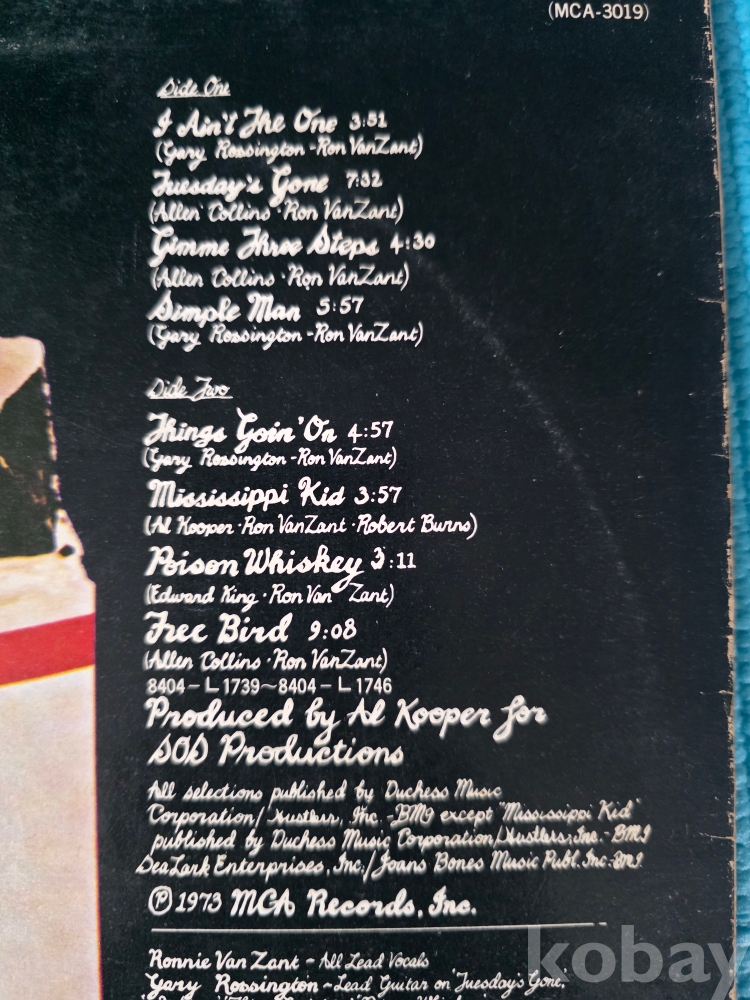 (MCA-3019)
Side One
I Ain't The One 3:51
(Gary Rossington - Ron VanZant)
Tuesday's Gone 7:32
(Allen Collins · Ron VanZant)
Gimme Three Steps 4:30
(Allen Collins · Ron VanZant)
Simple Man 5:57
(Gary Rossington - Ron VanZant)
Side Two
Things Goin' On 4:57
(Gary Rossington - Ron VanZant)
Mississippi Kid 3:57
(Al Kooper · Ron VanZant · Robert Burns)
Poison Whiskey 3:11
(Edward King · Ron Van Zant)
Free Bird 9:08
(Allen Collins · Ron VanZant)
8404-L1739~8404-L1746
Produced by Al Kooper for
SOS Productions
All selections published by Duchess Music
Corporation/Hustlers, Inc. -BMI except "Mississippi Kid"
published by Duchess Music Corporation/Hustlers, Inc. - BMI
SeaLark Enterprises, Inc./Joans Bones Music Publ. Inc. BMI
Ⓟ 1973 MCA Records, Inc.
Ronnie Van Zant - All Lead Vocals
Gary Rossington - Lead Guitar on "Tuesday's Gone,"
kobay